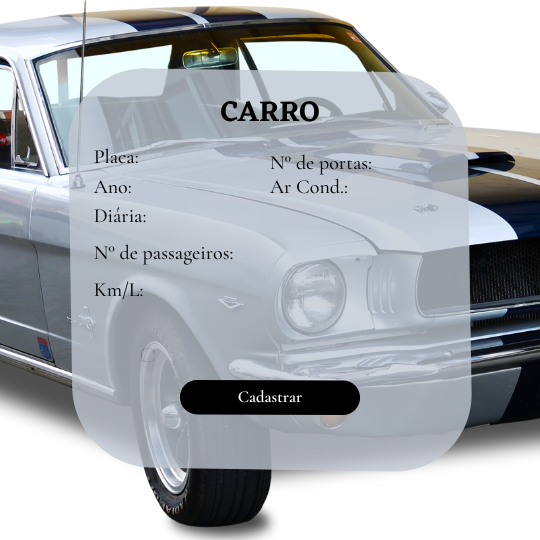 CARRO
Placa:
Nº de portas:
Ano:
Ar Cond.:
Diária:
Nº de passageiros:
Km/L:
Cadastrar